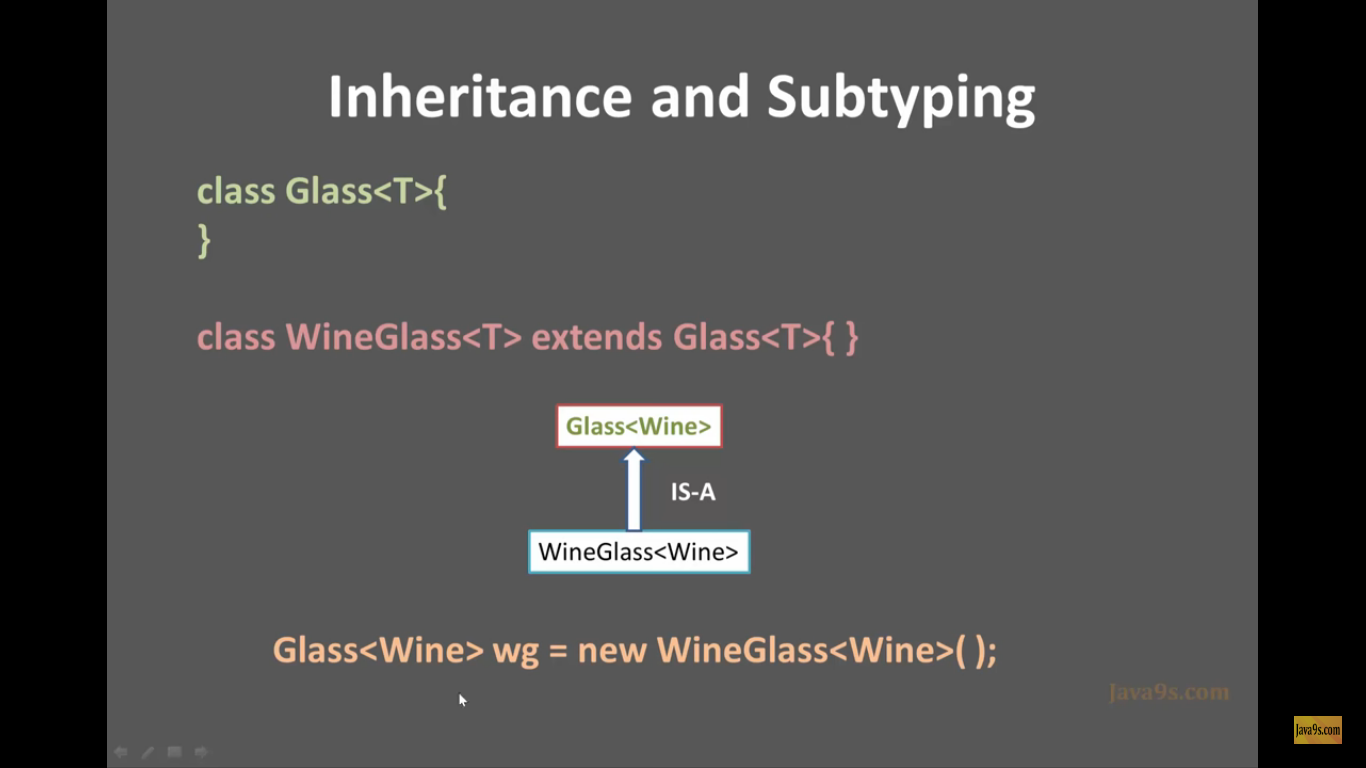 Inheritance and Subtyping
class Glass<T>{
}
class WineGlass<T> extends Glass<T>{ }
Glass<Wine>
IS-A
WineGlass<Wine>
Glass<Wine> wg = new WineGlass<Wine>( );
Java9s.com
Java9s.com